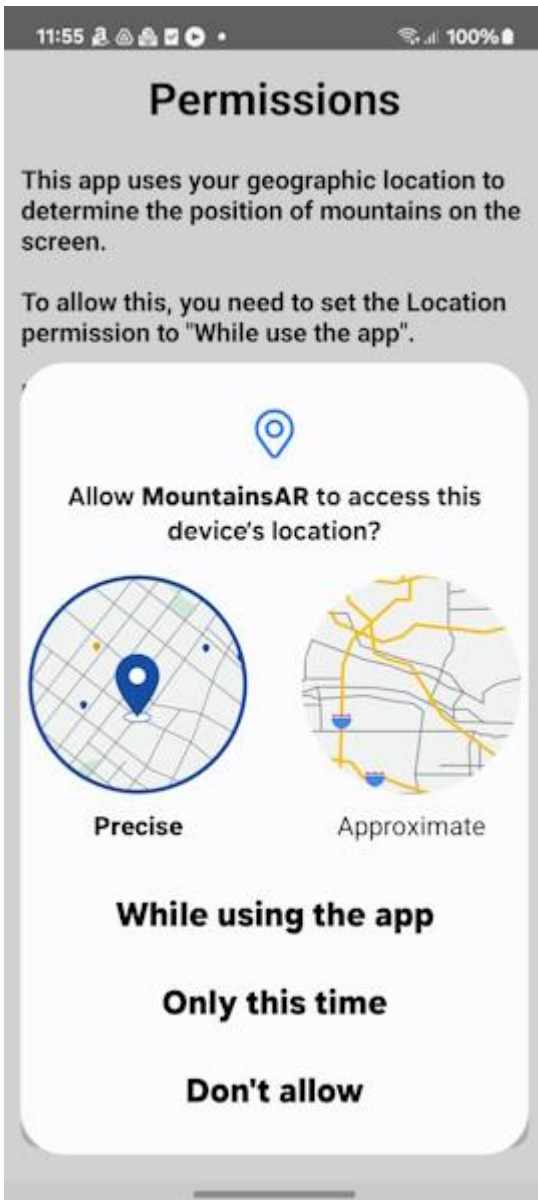 11:55
100%
Permissions
This app uses your geographic location to
determine the position of mountains on the
screen.
To allow this, you need to set the Location
permission to "While use the app".
Allow MountainsAR to access this
device's location?
Precise
Approximate
While using the app
Only this time
Don't allow